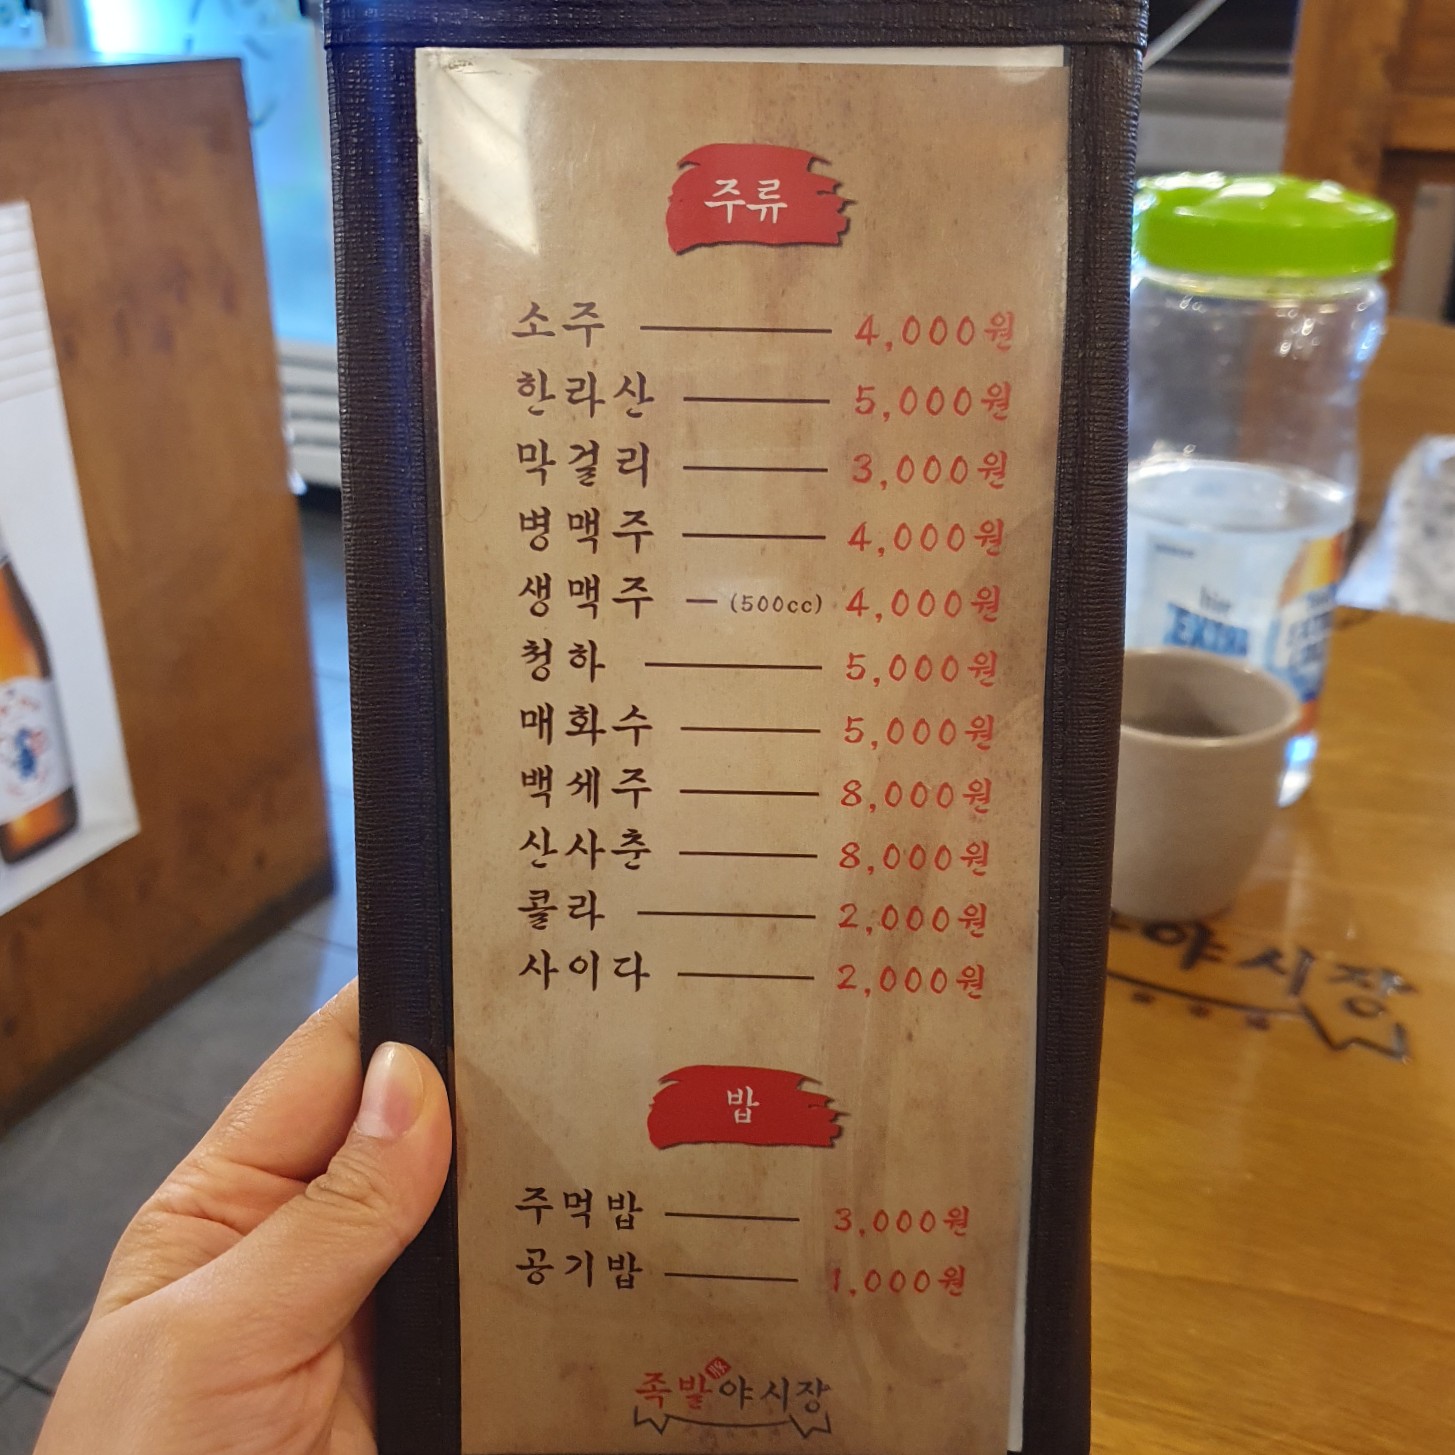 주류
소주 4,000원
한라산 5,000원
막걸리 3,000원
병맥주 4,000원
생맥주 (500cc) 4,000원
청하 5,000원
매화수 5,000원
백세주 8,000원
산사춘 8,000원
콜라 2,000원
사이다 2,000원
밥
주먹밥 3,000원
공기밥 1,000원
족발야시장
EXTRA
야시장